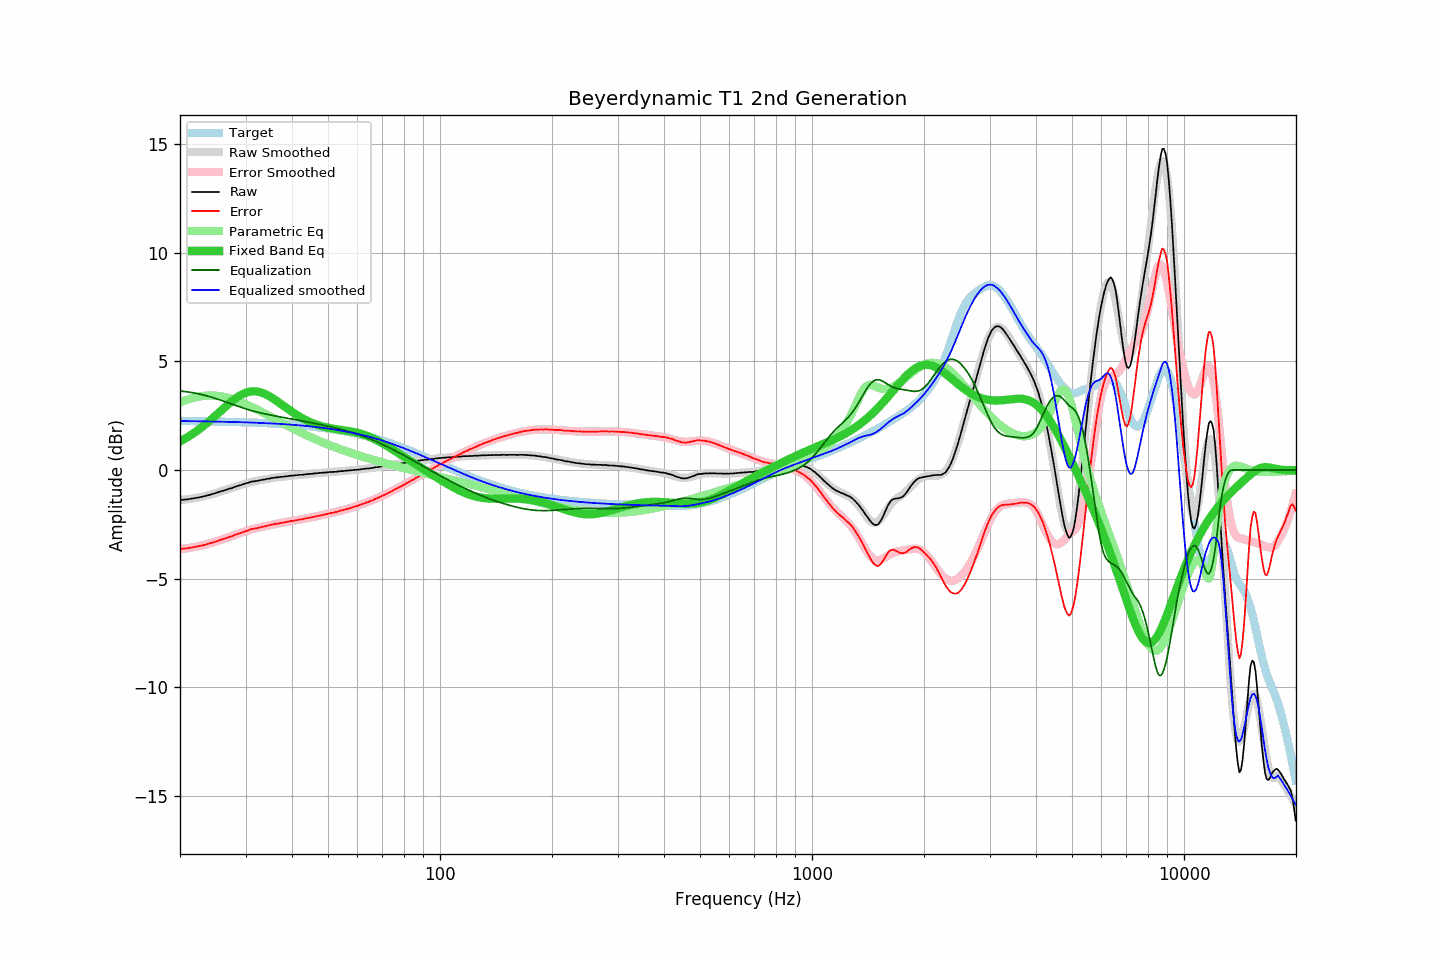 Beyerdynamic T1 2nd Generation
Target
Raw Smoothed
Error Smoothed
Raw
Error
Parametric Eq
Fixed Band Eq
Equalization
Equalized smoothed
15
10
5
0
−5
−10
−15
Amplitude (dBr)
100 1000 10000
Frequency (Hz)